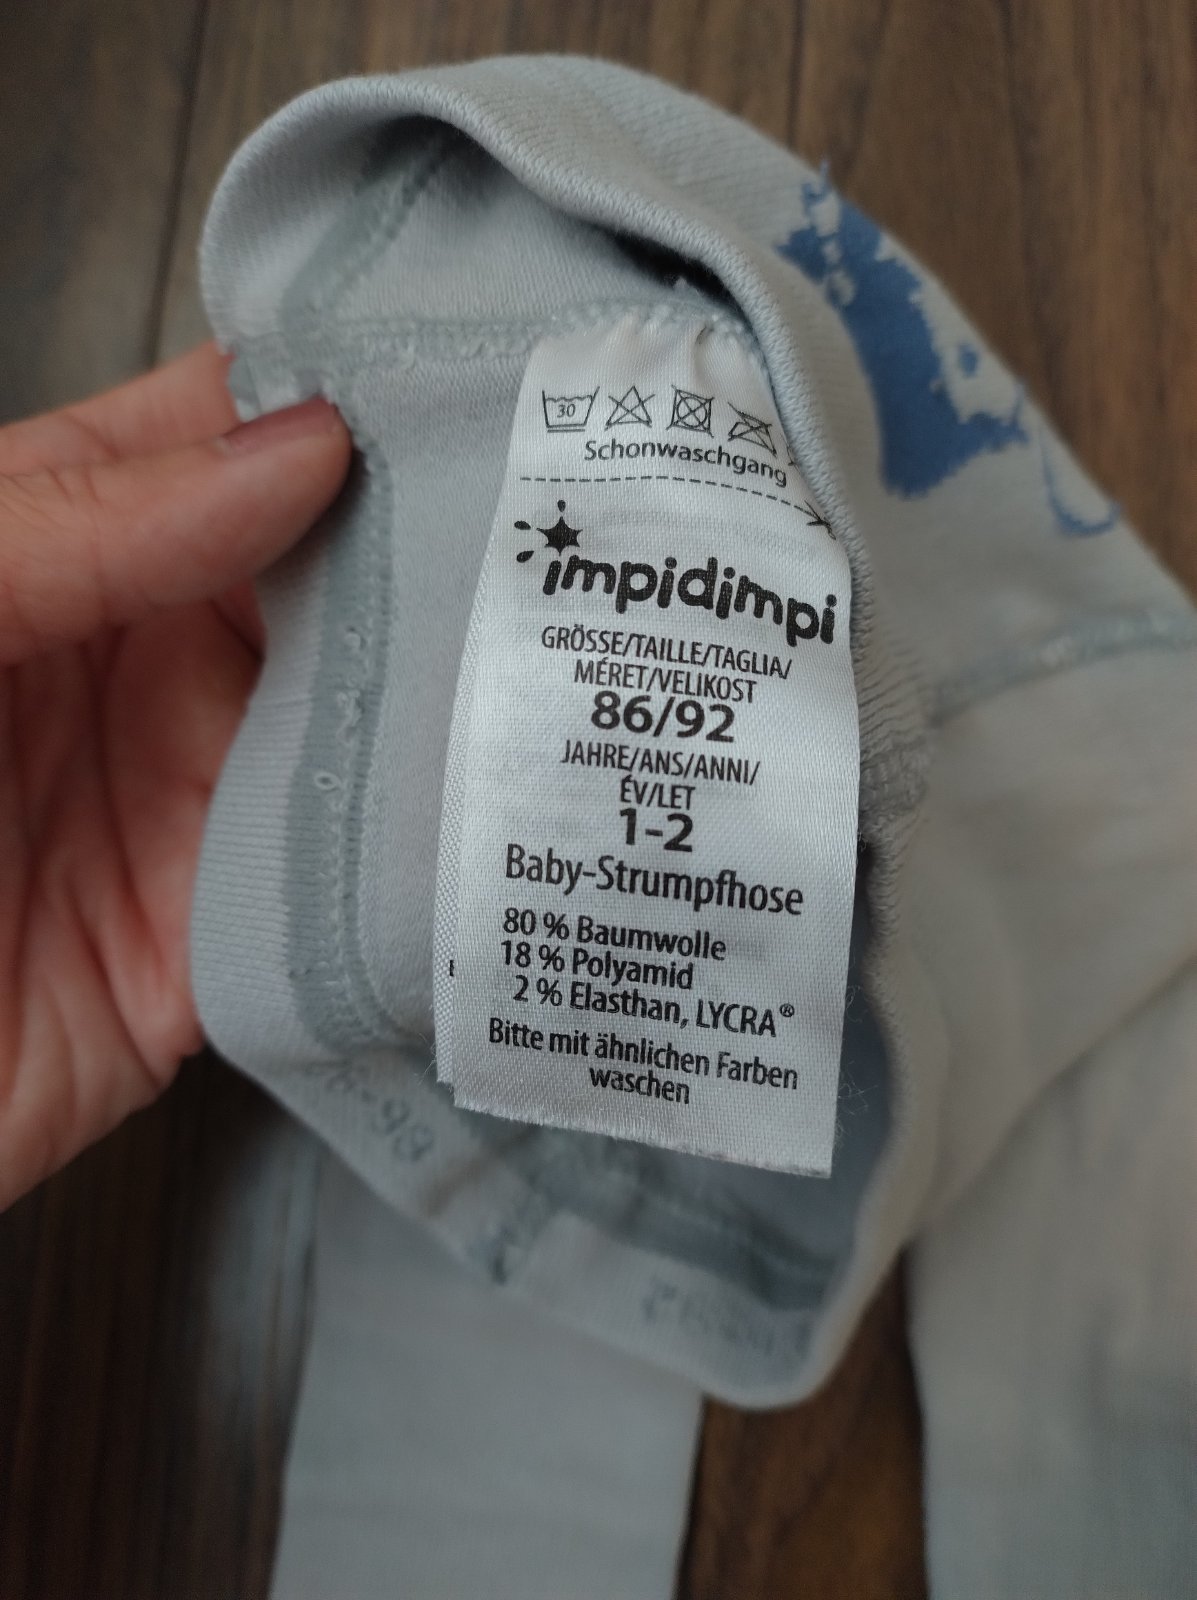 30
Schonwaschgang
impidimpi
GRÖSSE/TAILLE/TAGLIA/
MÉRET/VELIKOST
86/92
JAHRE/ANS/ANNI/
ÉV/LET
1-2
Baby-Strumpfhose
80 % Baumwolle
18 % Polyamid
2 % Elasthan, LYCRA®
Bitte mit ähnlichen Farben
waschen